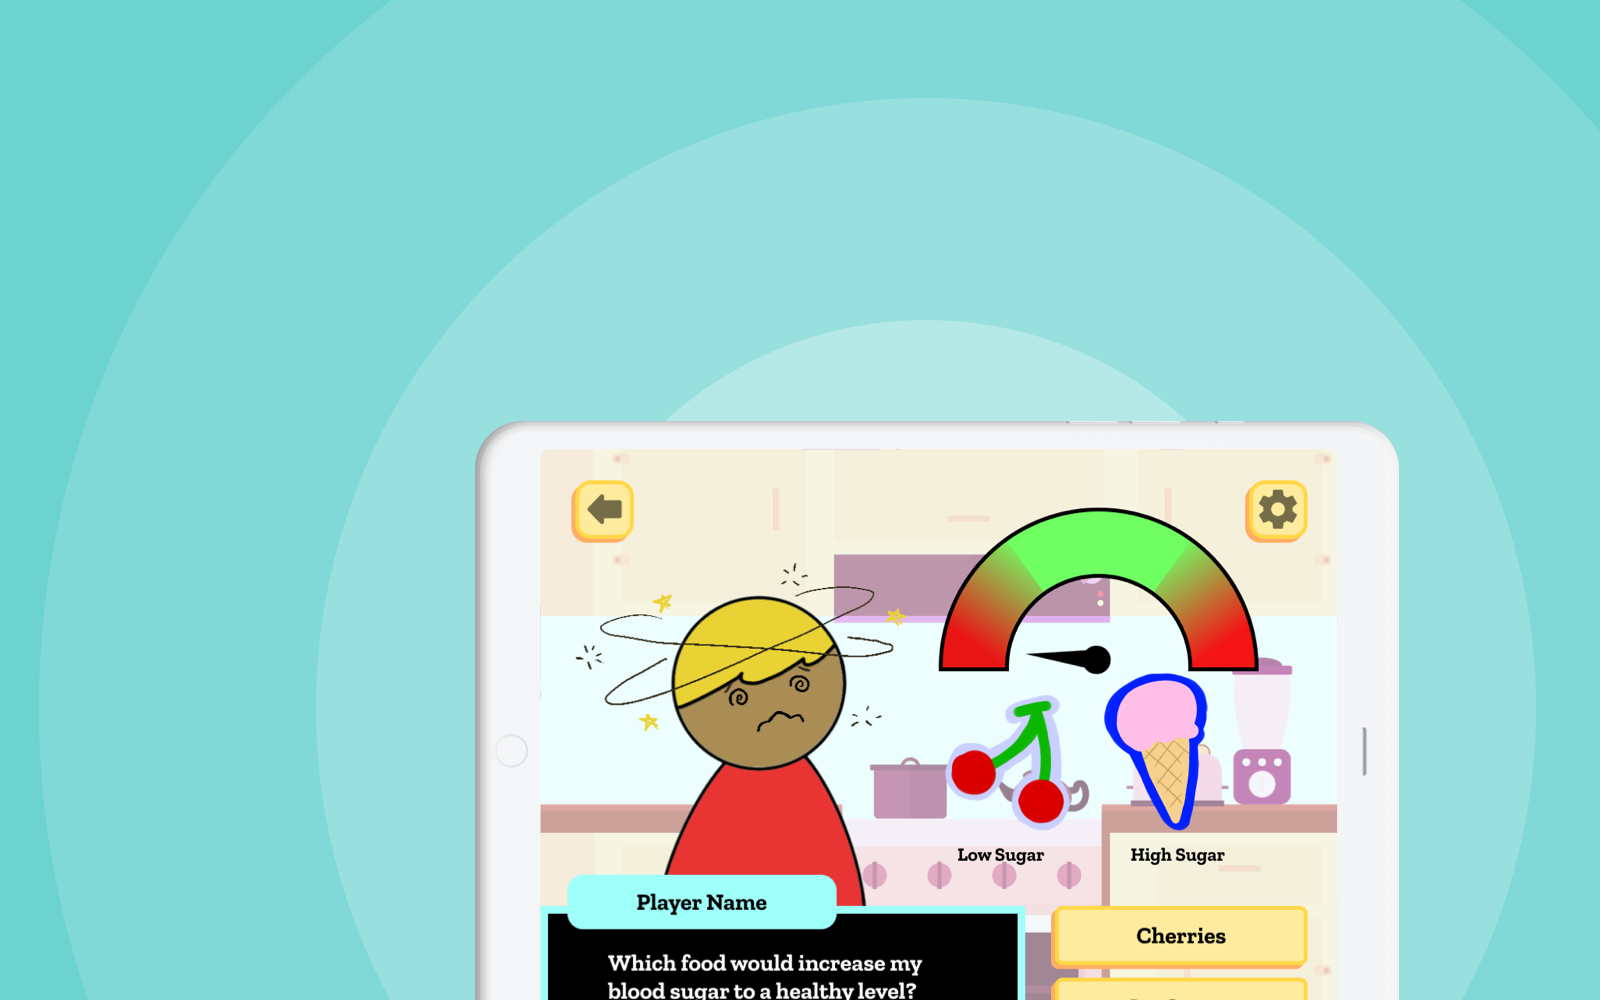 Low Sugar
High Sugar
Player Name
Which food would increase my
blood sugar to a healthy level?
Cherries